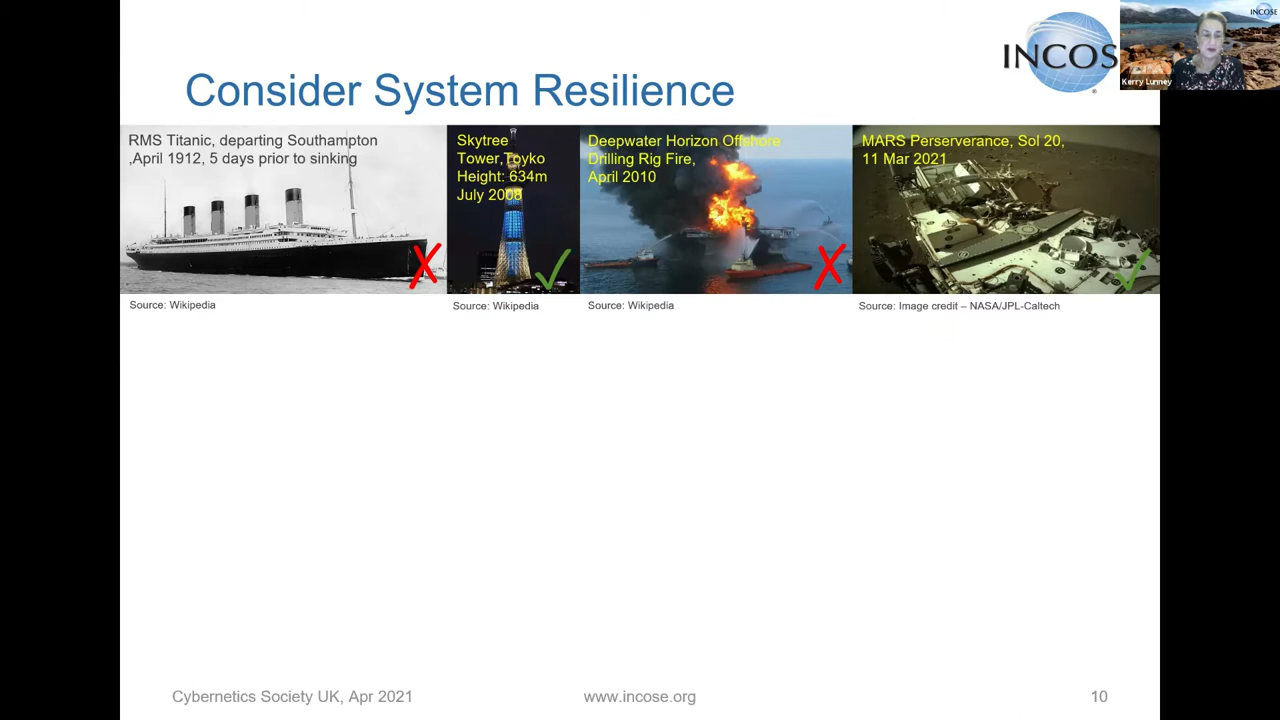 INCOS
INCOSE
Kerry Lunney
Consider System Resilience
RMS Titanic, departing Southampton
,April 1912, 5 days prior to sinking
Skytree
Tower,Toyko
Height: 634m
July 2008
Deepwater Horizon Offshore
Drilling Rig Fire,
April 2010
MARS Perserverance, Sol 20,
11 Mar 2021
Source: Wikipedia
Source: Wikipedia
Source: Wikipedia
Source: Image credit – NASA/JPL-Caltech
Cybernetics Society UK, Apr 2021
www.incose.org
10